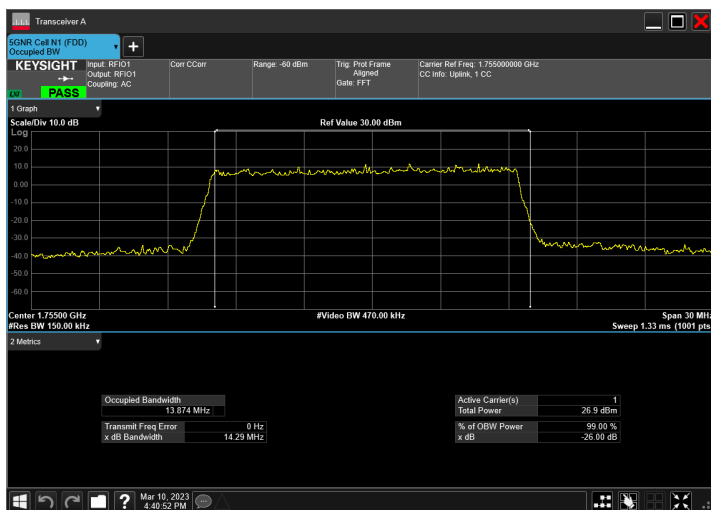 Transceiver A
5GNR Cell N1 (FDD)
Occupied BW
KEYSIGHT
PASS
Input: RFIO1
Output: RFIO1
Coupling: AC
Corr CCorr
Range: -60 dBm
Trig: Prot Frame
Aligned
Gate: FFT
Carrier Ref Freq: 1.755000000 GHz
CC Info: Uplink, 1 CC
1 Graph
Scale/Div 10.0 dB
Ref Value 30.00 dBm
Log
20.0
10.0
0.00
-10.0
-20.0
-30.0
-40.0
-50.0
-60.0
Center 1.75500 GHz
#Video BW 470.00 kHz
Span 30 MHz
#Res BW 150.00 kHz
Sweep 1.33 ms (1001 pts
2 Metrics
Occupied Bandwidth
13.874 MHz
Transmit Freq Error 0 Hz
x dB Bandwidth 14.29 MHz
Active Carrier(s) 1
Total Power 26.9 dBm
% of OBW Power 99.00 %
x dB -26.00 dB
Mar 10, 2023
4:40:52 PM